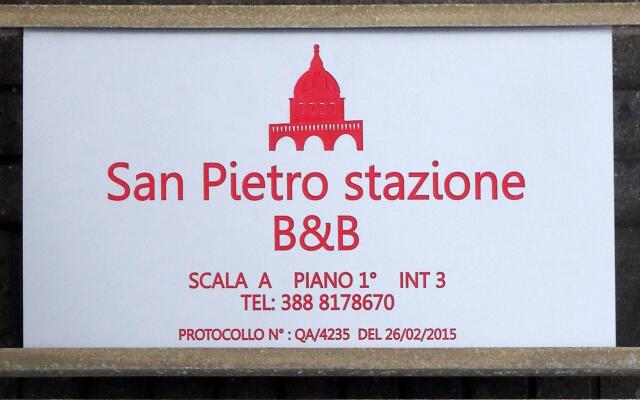 San Pietro stazione
B&B
SCALA A PIANO 1° INT 3
TEL: 388 8178670
PROTOCOLLO N° : QA/4235 DEL 26/02/2015